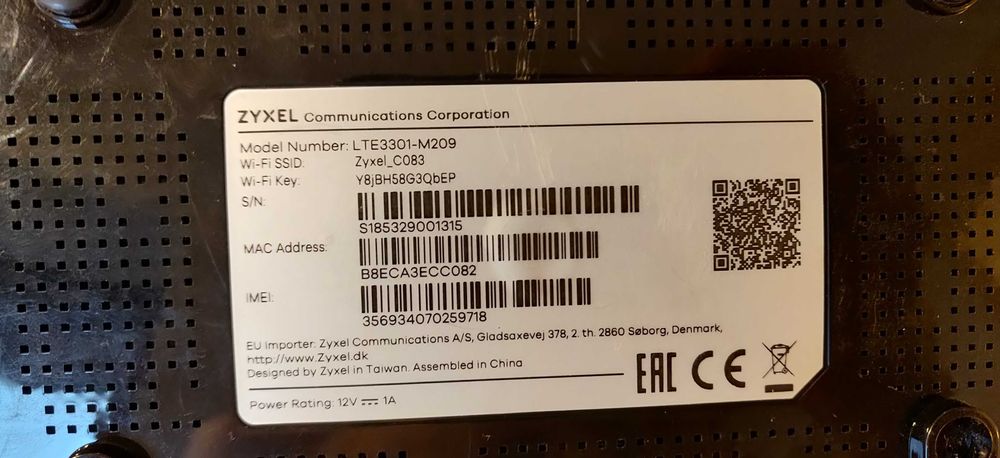 ZYXEL Communications Corporation
Model Number: LTE3301-M209
Wi-Fi SSID: Zyxel_C083
Wi-Fi Key: Y8jBH58G3QbEP
S/N:
S185329001315
MAC Address:
B8ECA3ECC082
IMEI:
356934070259718
EU Importer: Zyxel Communications A/S, Gladsaxevej 378, 2. th. 2860 Søborg, Denmark,
http://www.Zyxel.dk
Designed by Zyxel in Taiwan. Assembled in China
EAC CE
Power Rating: 12V ⎓ 1A